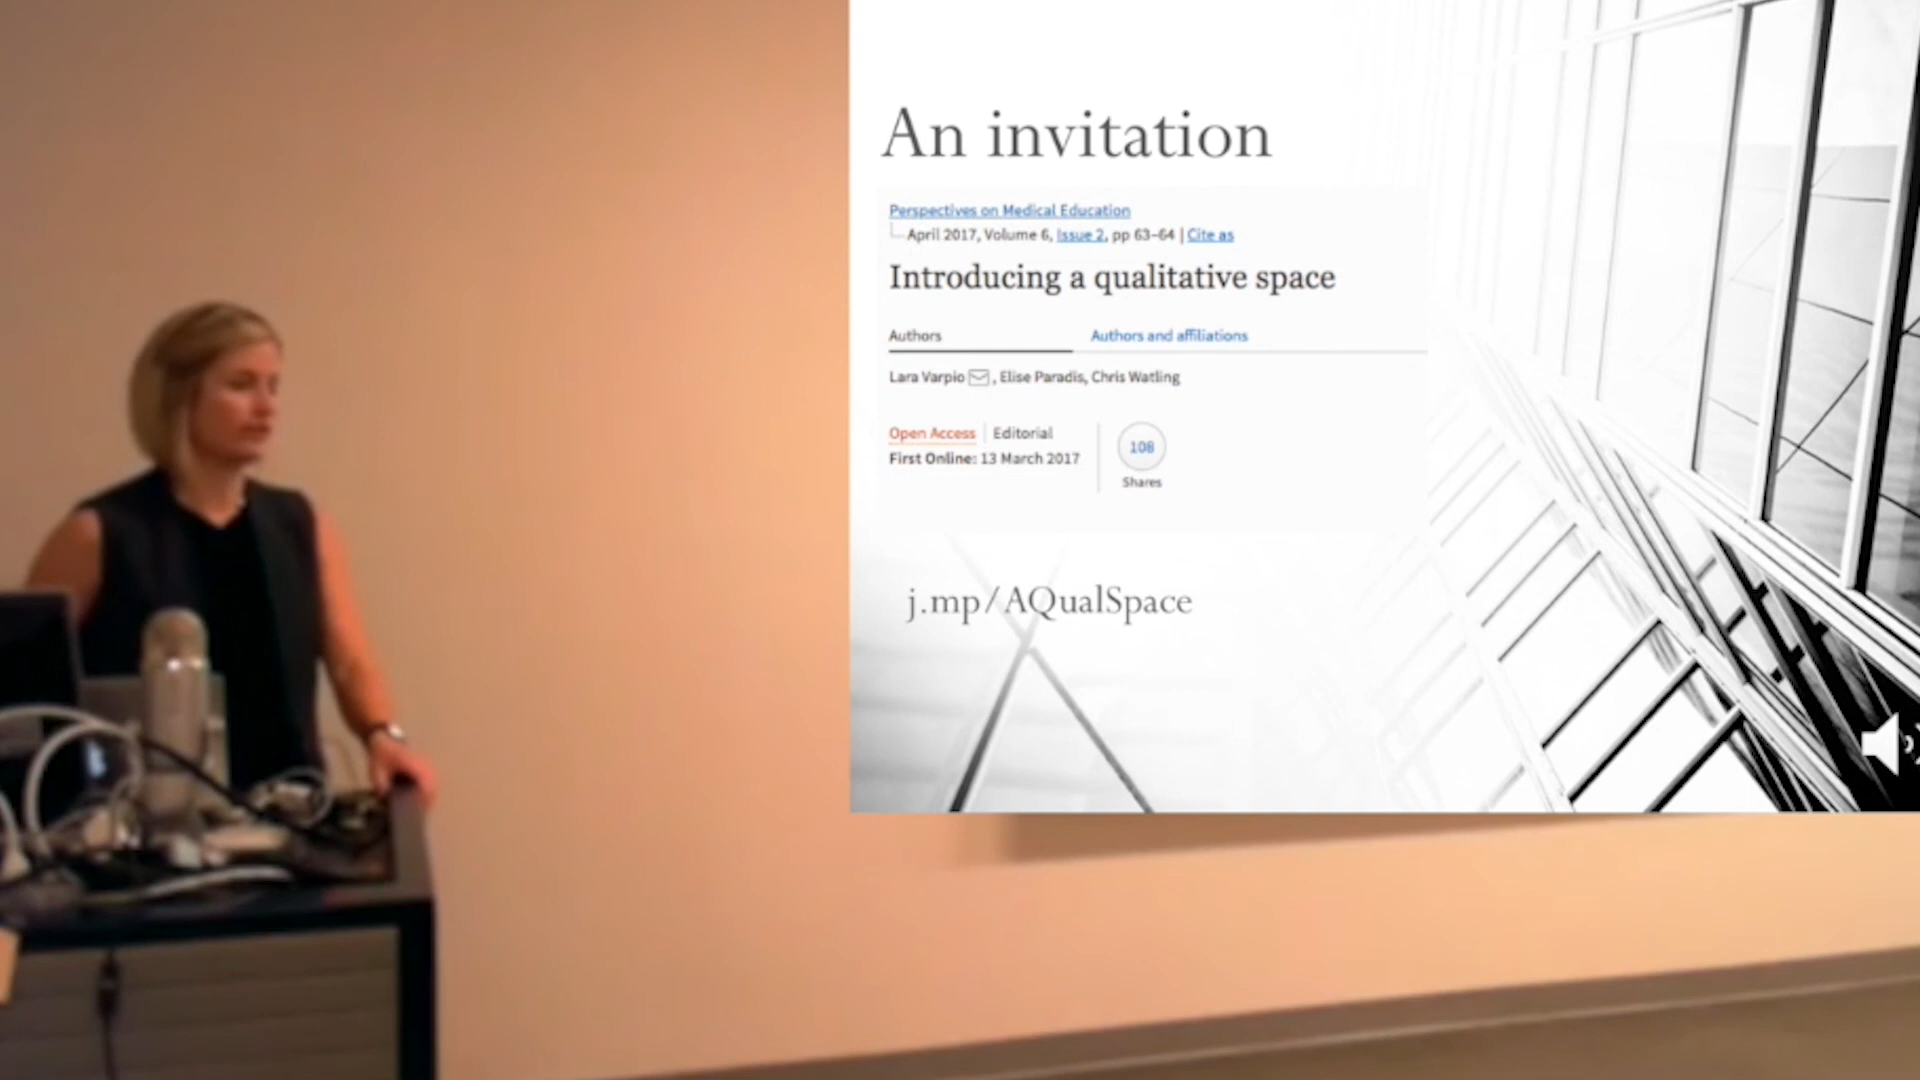 An invitation
Perspectives on Medical Education
April 2017, Volume 6, Issue 2, pp 63–64 | Cite as
Introducing a qualitative space
Authors Authors and affiliations
Lara Varpio , Elise Paradis, Chris Watling
Open Access Editorial
First Online: 13 March 2017
108
Shares
j.mp/AQualSpace